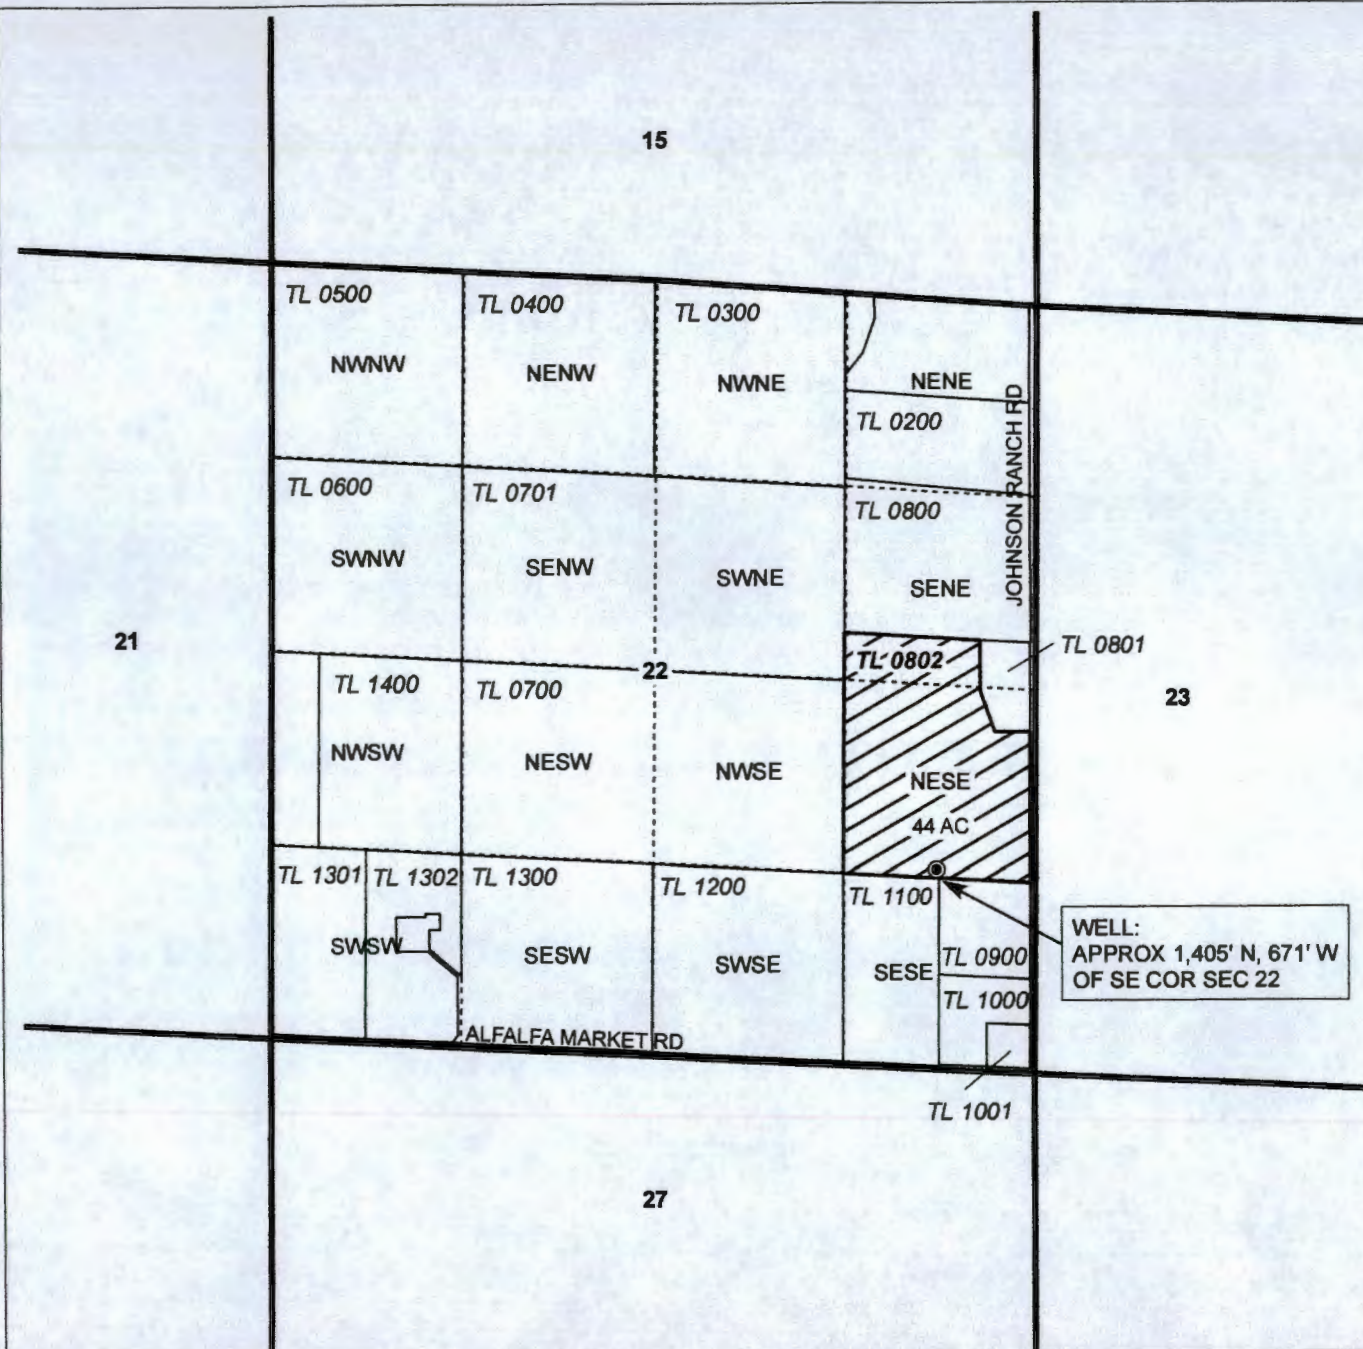 15
TL 0500
TL 0400
TL 0300
NWNW
NENW
NWNE
NENE
JOHNSON RANCH RD
TL 0200
TL 0600
TL 0701
TL 0800
SWNW
SENW
SWNE
SENE
21
TL 0801
TL 0802
22
23
TL 1400
TL 0700
NWSW
NESW
NWSE
NESE
44 AC
TL 1301
TL 1302
TL 1300
TL 1200
TL 1100
WELL:
APPROX 1,405' N, 671' W
OF SE COR SEC 22
SWSW
SESW
SWSE
SESE
TL 0900
TL 1000
ALFALFA MARKET RD
TL 1001
27